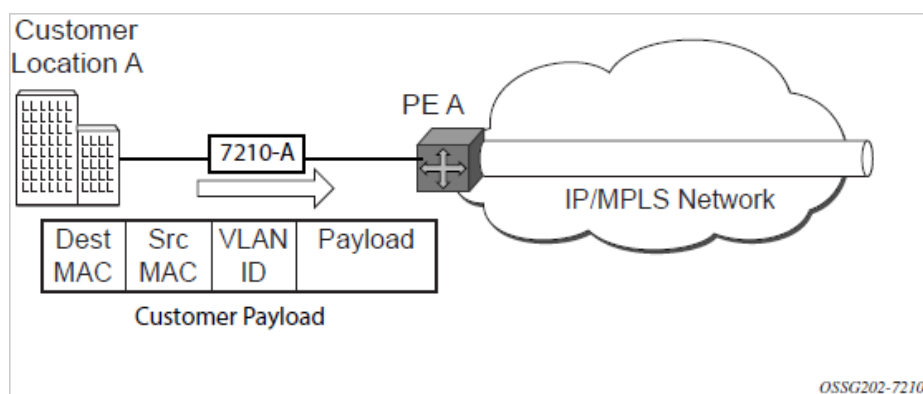 Customer
Location A
PE A
7210-A
IP/MPLS Network
Dest MAC
Src MAC
VLAN ID
Payload
Customer Payload
OSSG202-7210